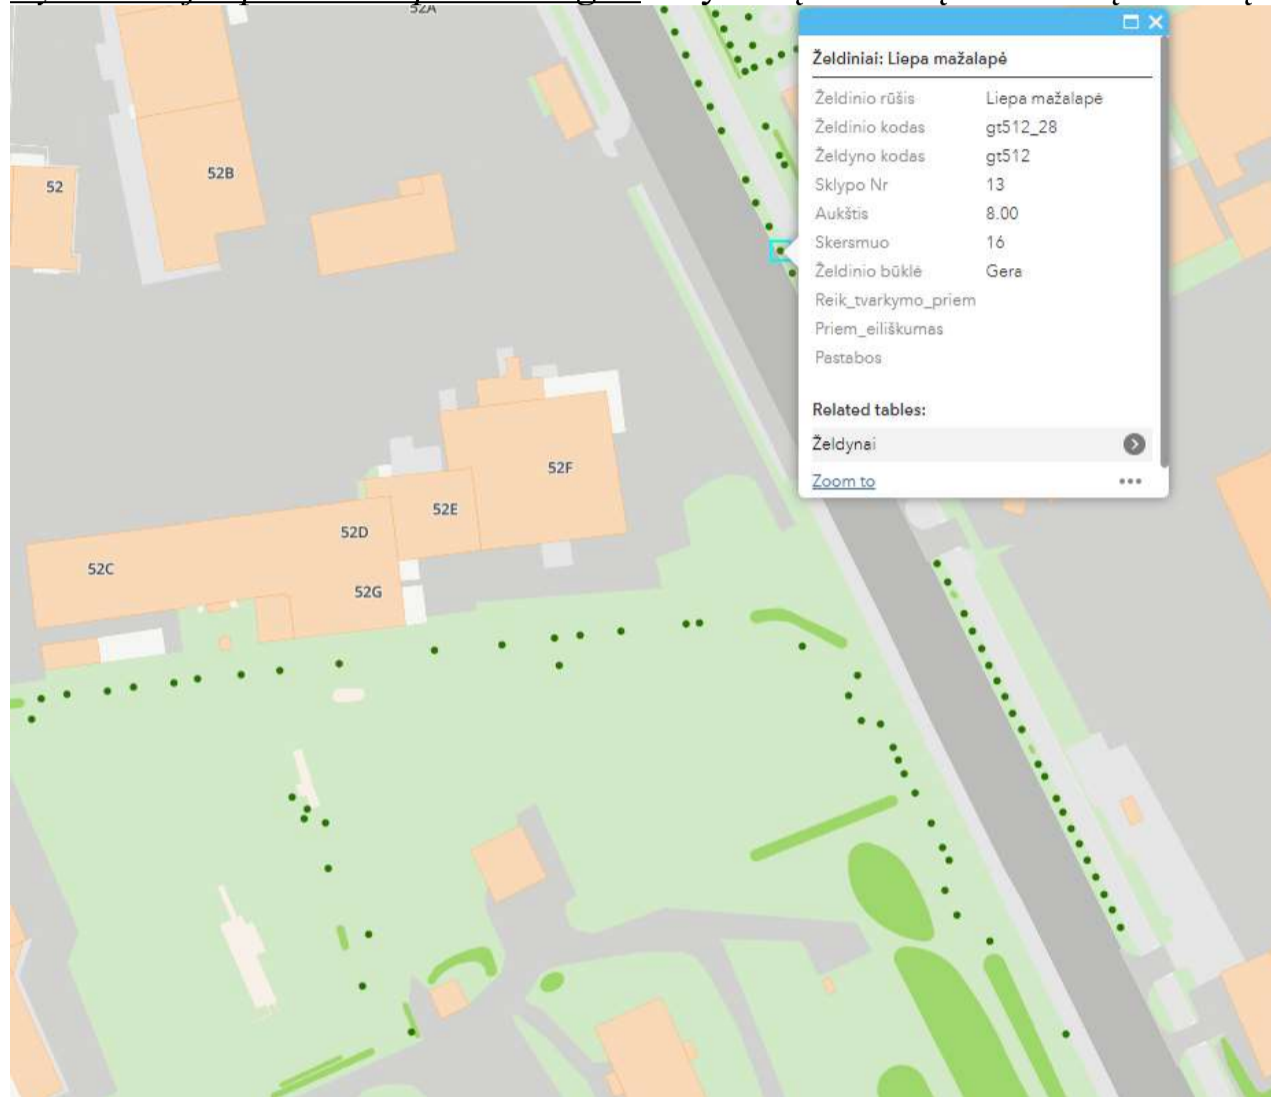 52A
52
52B
52F
52E
52D
52C
52G
Želdiniai: Liepa mažalapė
Želdinio rūšis Liepa mažalapė
Želdinio kodas gt512_28
Želdyno kodas gt512
Sklypo Nr 13
Aukštis 8.00
Skersmuo 16
Želdinio būklė Gera
Reik_tvarkymo_priem
Priem_eiliškumas
Pastabos
Related tables:
Želdynai
Zoom to